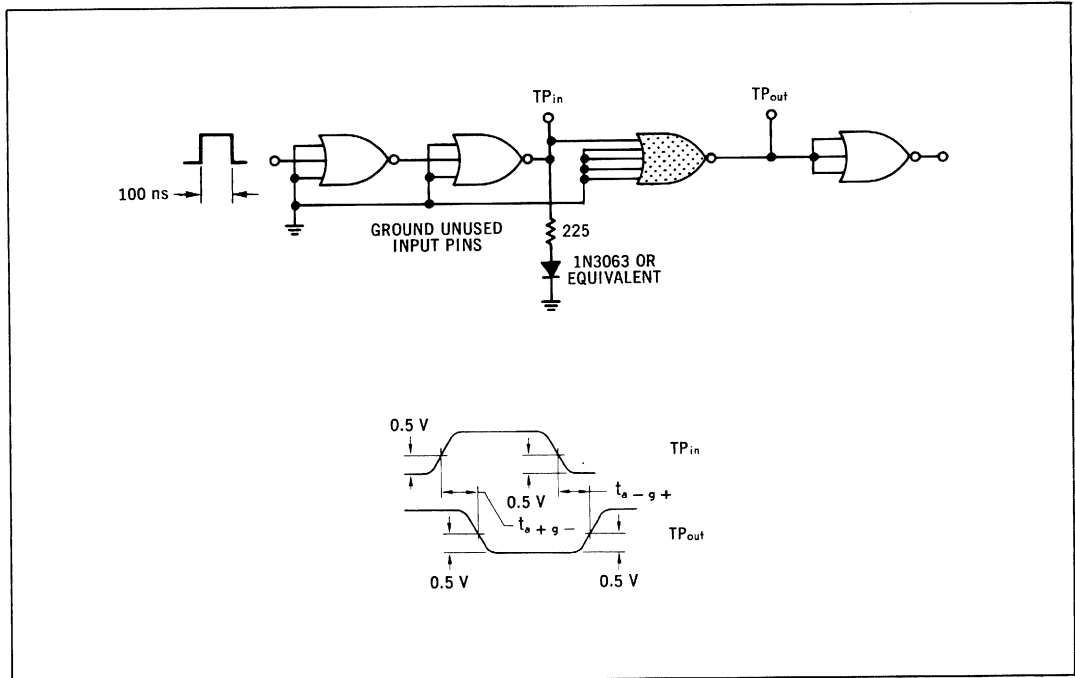 TPin
TPout
100 ns
GROUND UNUSED
INPUT PINS
225
1N3063 OR
EQUIVALENT
0.5 V
TPin
0.5 V
ta - g +
ta + g -
TPout
0.5 V
0.5 V